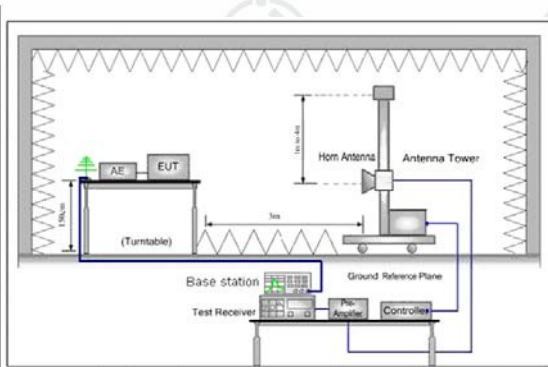 1m to 4m
Horn Antenna
Antenna Tower
AE
EUT
150cm
3m
(Turntable)
Ground Reference Plane
Base station
Test Receiver
Pre-
Amplifier
Controller